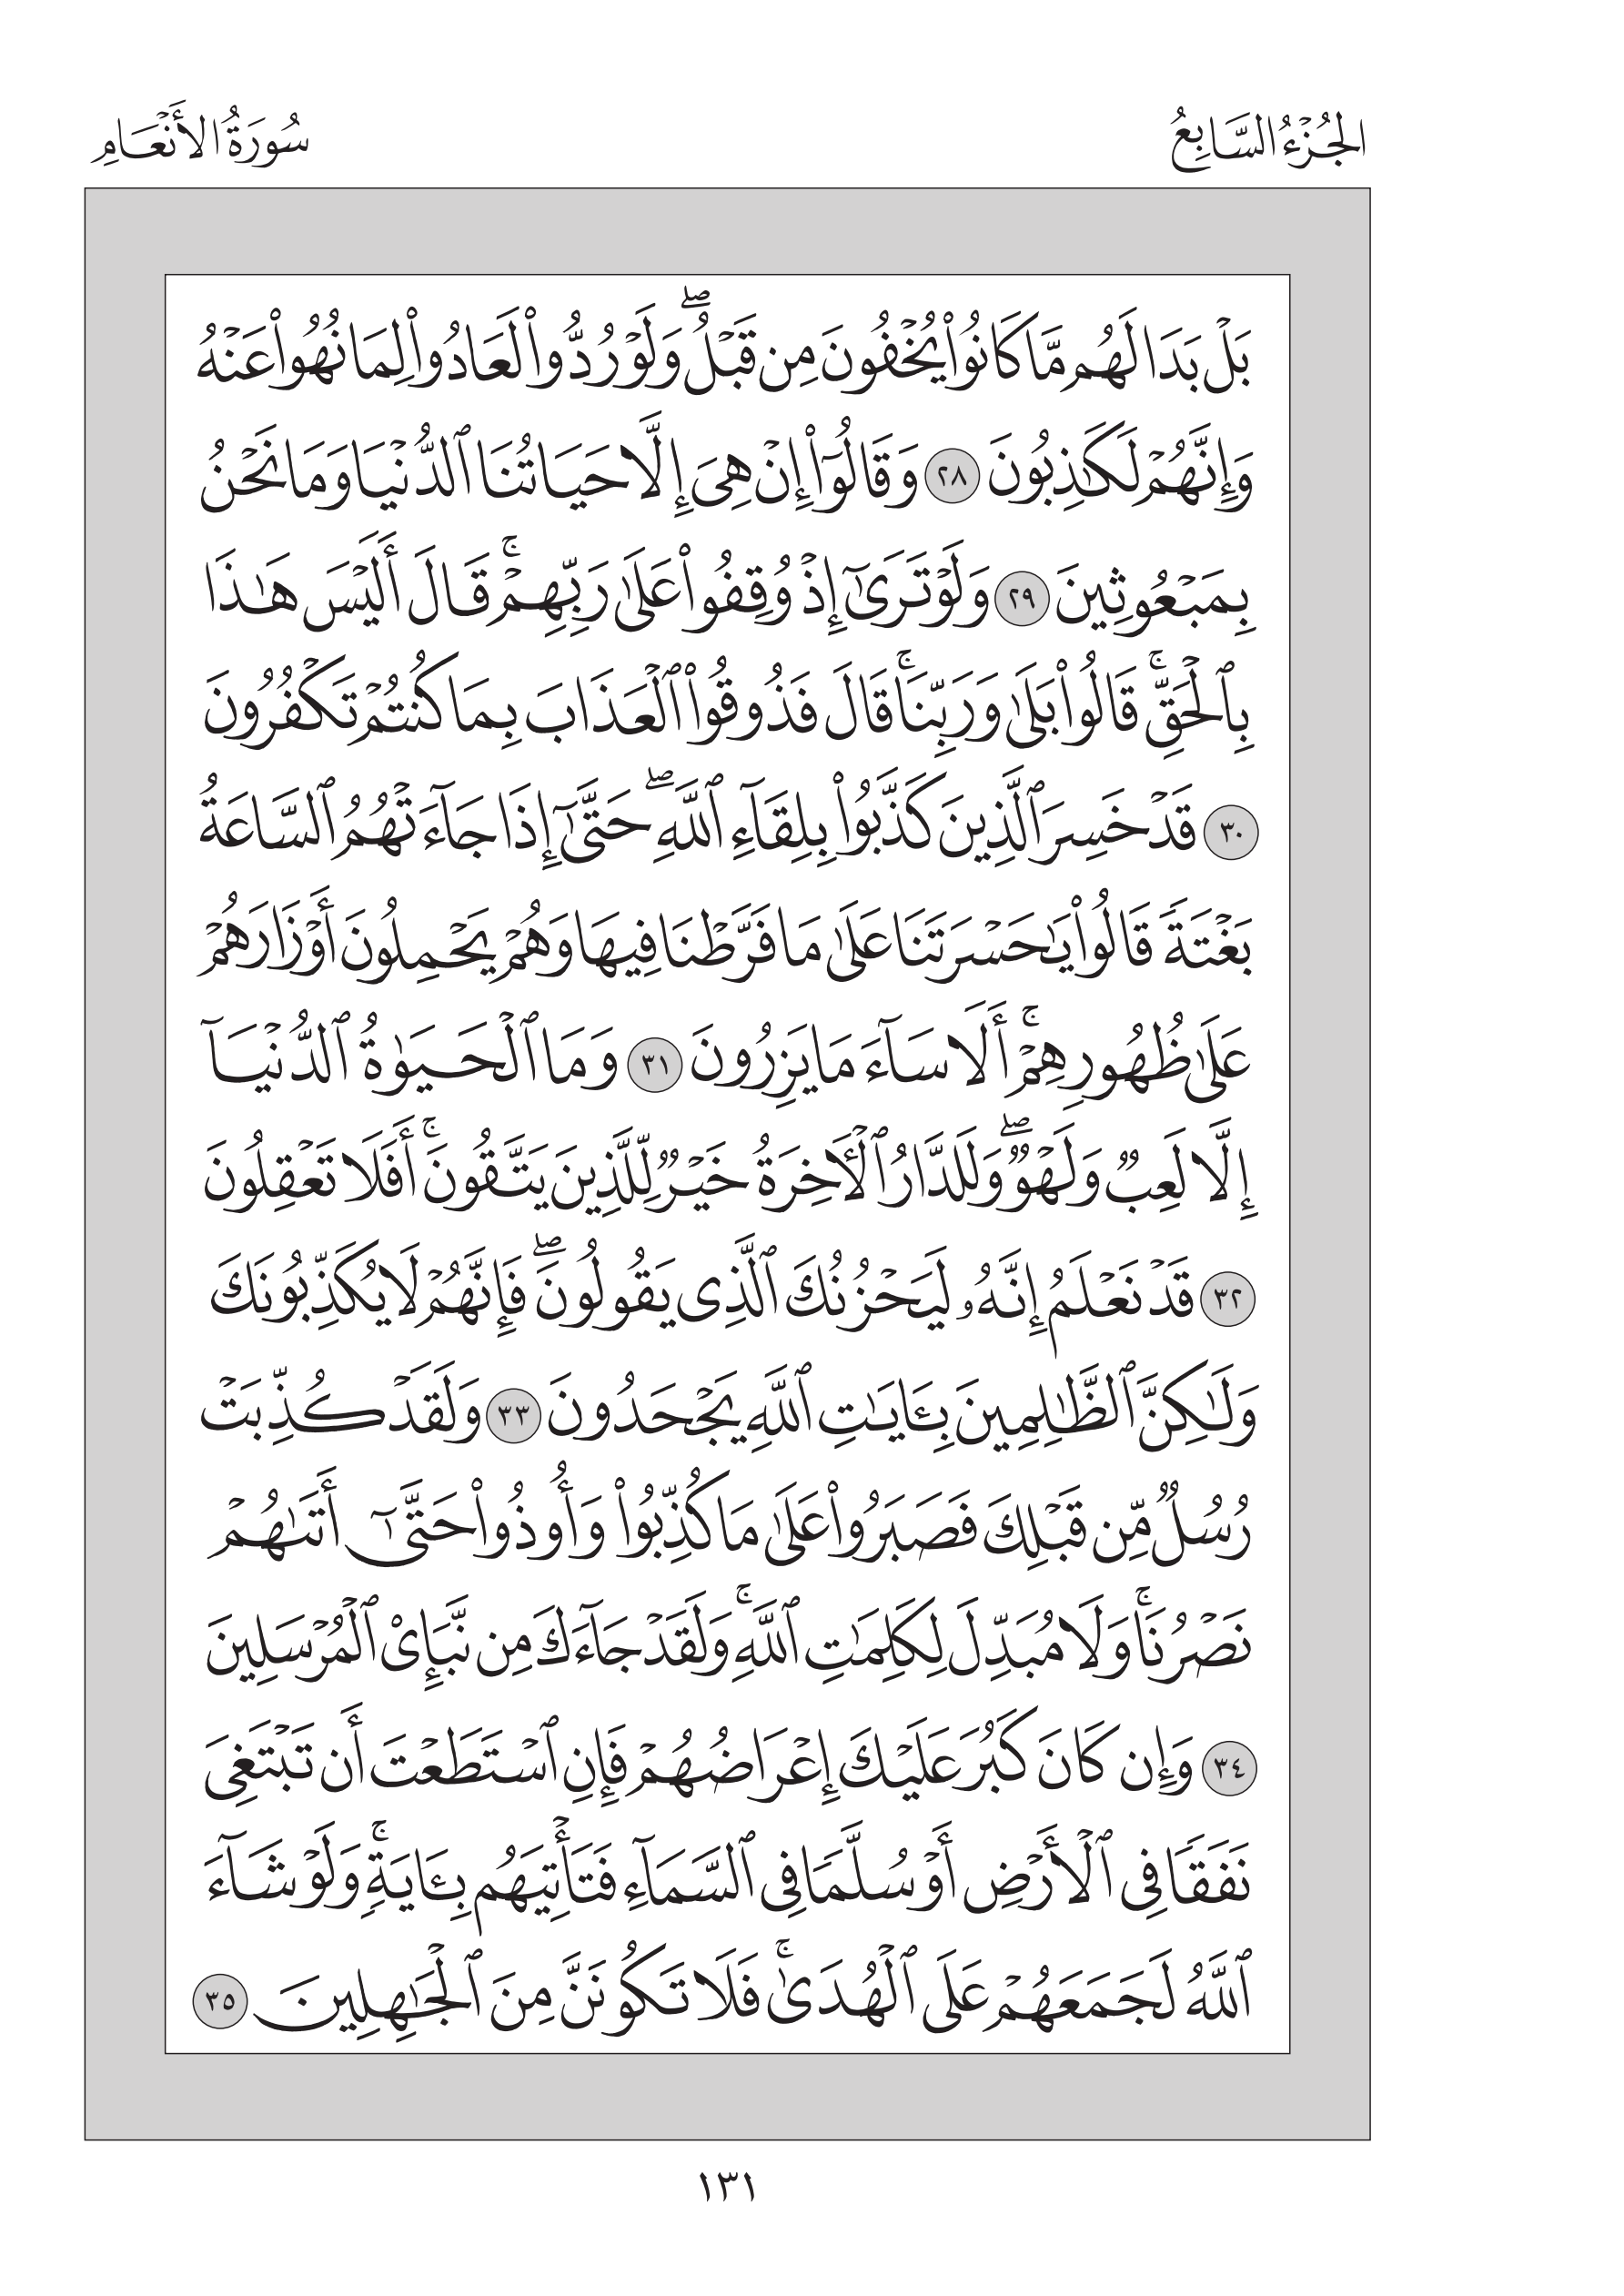 الجُزْءُ السَّابِعُ
سُورَةُ الأَنْعَامِ
بَلْ بَدَا لَهُم مَّا كَانُوا۟ يُخْفُونَ مِن قَبْلُ ۖ وَلَوْ رُدُّوا۟ لَعَادُوا۟ لِمَا نُهُوا۟ عَنْهُ
وَإِنَّهُمْ لَكَـٰذِبُونَ ٢٨ وَقَالُوٓا۟ إِنْ هِىَ إِلَّا حَيَاتُنَا ٱلدُّنْيَا وَمَا نَحْنُ
بِمَبْعُوثِينَ ٢٩ وَلَوْ تَرَىٰٓ إِذْ وُقِفُوا۟ عَلَىٰ رَبِّهِمْ ۚ قَالَ أَلَيْسَ هَـٰذَا
بِٱلْحَقِّ ۚ قَالُوا۟ بَلَىٰ وَرَبِّنَا ۚ قَالَ فَذُوقُوا۟ ٱلْعَذَابَ بِمَا كُنتُمْ تَكْفُرُونَ
٣٠ قَدْ خَسِرَ ٱلَّذِينَ كَذَّبُوا۟ بِلِقَآءِ ٱللَّهِ ۖ حَتَّىٰٓ إِذَا جَآءَتْهُمُ ٱلسَّاعَةُ
بَغْتَةً قَالُوا۟ يَـٰحَسْرَتَنَا عَلَىٰ مَا فَرَّطْنَا فِيهَا وَهُمْ يَحْمِلُونَ أَوْزَارَهُمْ
عَلَىٰ ظُهُورِهِمْ ۚ أَلَا سَآءَ مَا يَزِرُونَ ٣١ وَمَا ٱلْحَيَوٰةُ ٱلدُّنْيَآ
إِلَّا لَعِبٌ وَلَهْوٌ ۖ وَلَلدَّارُ ٱلْـَٔاخِرَةُ خَيْرٌ لِّلَّذِينَ يَتَّقُونَ ۚ أَفَلَا تَعْقِلُونَ
٣٢ قَدْ نَعْلَمُ إِنَّهُۥ لَيَحْزُنُكَ ٱلَّذِى يَقُولُونَ ۖ فَإِنَّهُمْ لَا يُكَذِّبُونَكَ
وَلَـٰكِنَّ ٱلظَّـٰلِمِينَ بِـَٔايَـٰتِ ٱللَّهِ يَجْحَدُونَ ٣٣ وَلَقَدْ كُذِّبَتْ
رُسُلٌ مِّن قَبْلِكَ فَصَبَرُوا۟ عَلَىٰ مَا كُذِّبُوا۟ وَأُوذُوا۟ حَتَّىٰٓ أَتَىٰهُمْ
نَصْرُنَا ۚ وَلَا مُبَدِّلَ لِكَلِمَـٰتِ ٱللَّهِ ۚ وَلَقَدْ جَآءَكَ مِن نَّبَإِى۟ ٱلْمُرْسَلِينَ
٣٤ وَإِن كَانَ كَبُرَ عَلَيْكَ إِعْرَاضُهُمْ فَإِنِ ٱسْتَطَعْتَ أَن تَبْتَغِىَ
نَفَقًا فِى ٱلْأَرْضِ أَوْ سُلَّمًا فِى ٱلسَّمَآءِ فَتَأْتِيَهُم بِـَٔايَةٍ ۚ وَلَوْ شَآءَ
ٱللَّهُ لَجَمَعَهُمْ عَلَى ٱلْهُدَىٰ ۚ فَلَا تَكُونَنَّ مِنَ ٱلْجَـٰهِلِينَ ٣٥
١٣١